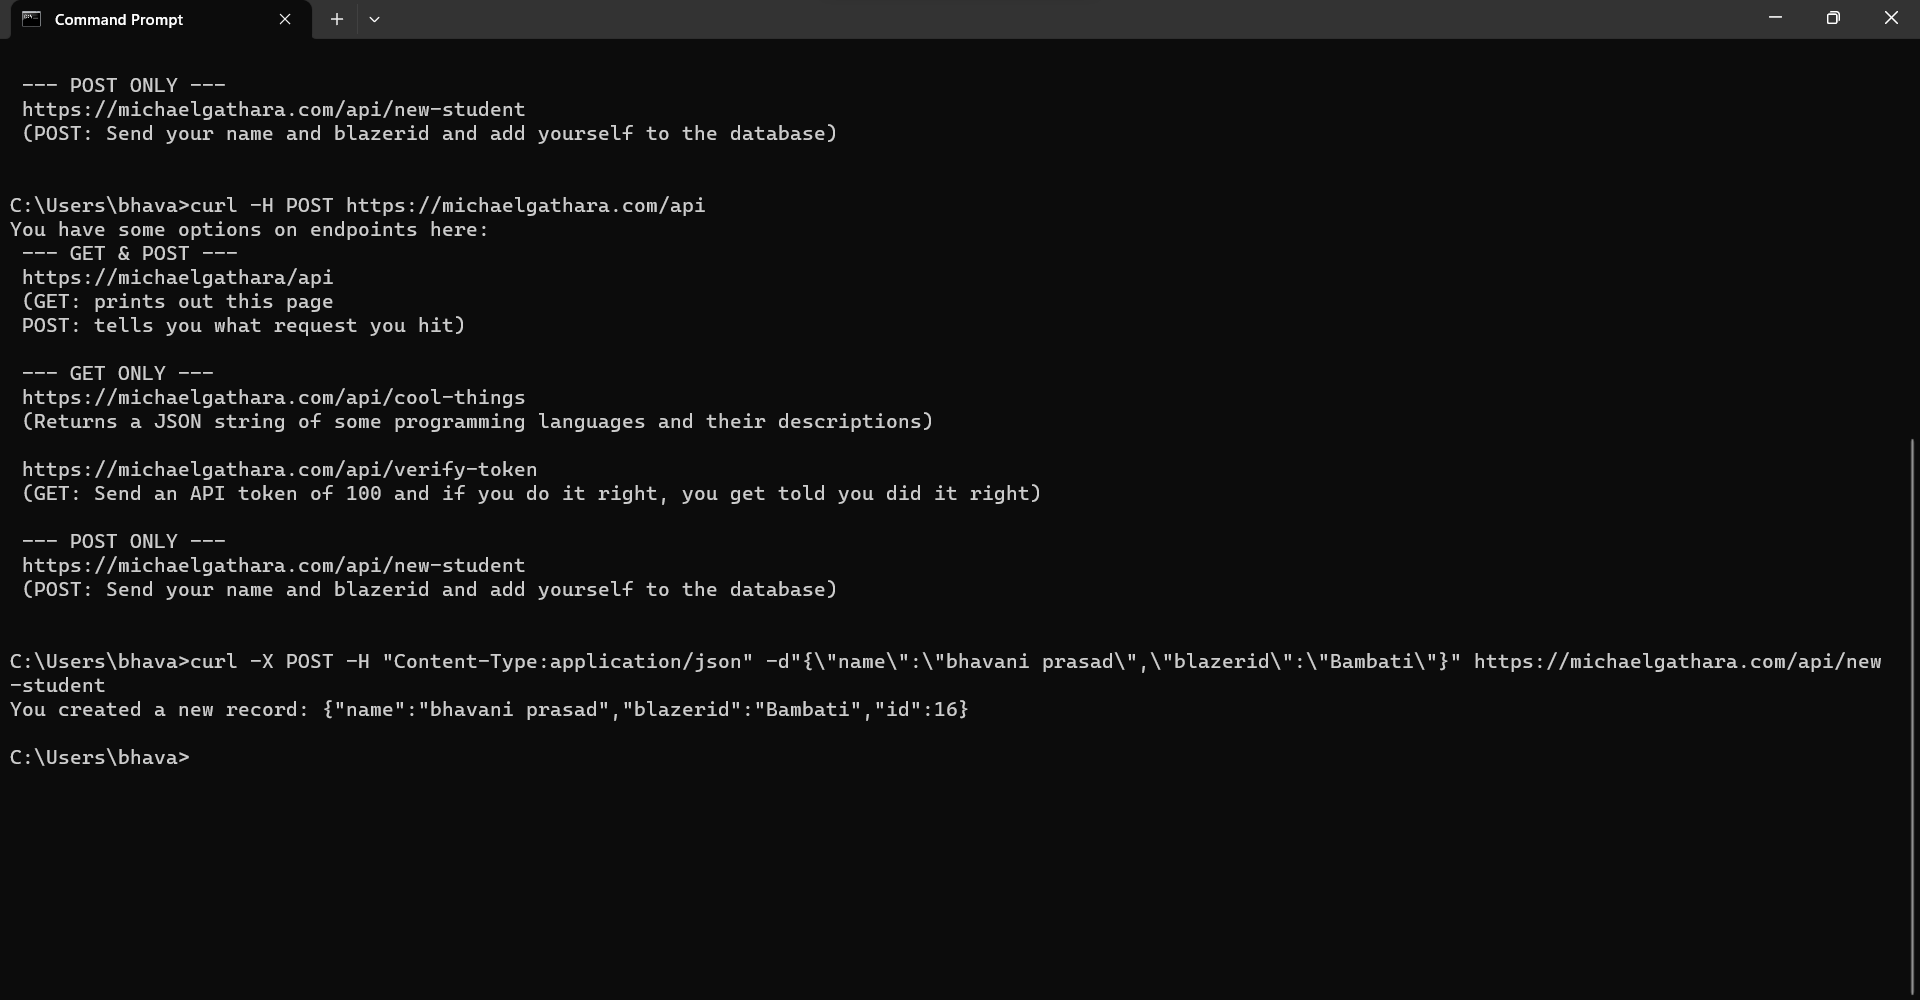 Command Prompt
--- POST ONLY ---
https://michaelgathara.com/api/new-student
(POST: Send your name and blazerid and add yourself to the database)
C:\Users\bhava>curl -H POST https://michaelgathara.com/api
You have some options on endpoints here:
--- GET & POST ---
https://michaelgathara/api
(GET: prints out this page
POST: tells you what request you hit)
--- GET ONLY ---
https://michaelgathara.com/api/cool-things
(Returns a JSON string of some programming languages and their descriptions)
https://michaelgathara.com/api/verify-token
(GET: Send an API token of 100 and if you do it right, you get told you did it right)
--- POST ONLY ---
https://michaelgathara.com/api/new-student
(POST: Send your name and blazerid and add yourself to the database)
C:\Users\bhava>curl -X POST -H "Content-Type:application/json" -d"{\"name\":\"bhavani prasad\",\"blazerid\":\"Bambati\"}" https://michaelgathara.com/api/new
-student
You created a new record: {"name":"bhavani prasad","blazerid":"Bambati","id":16}
C:\Users\bhava>